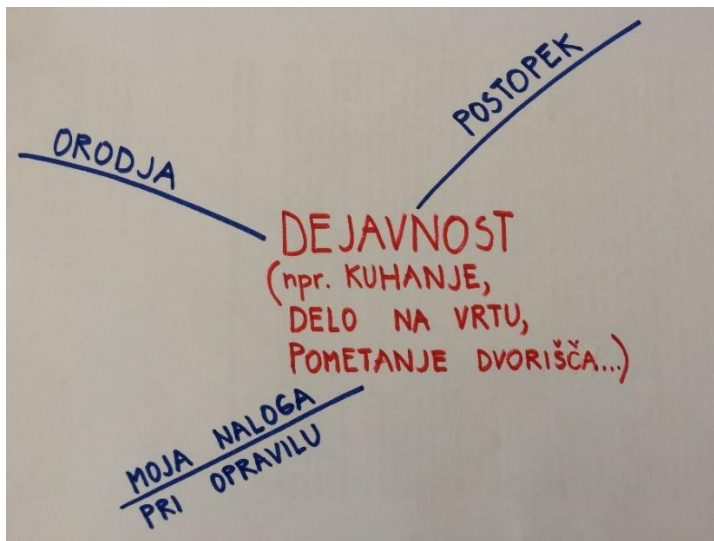 POSTOPEK
ORODJA
DEJAVNOST
(npr. KUHANJE,
DELO NA VRTU,
POMETANJE DVORIŠČA...)
MOJA NALOGA
PRI OPRAVILU